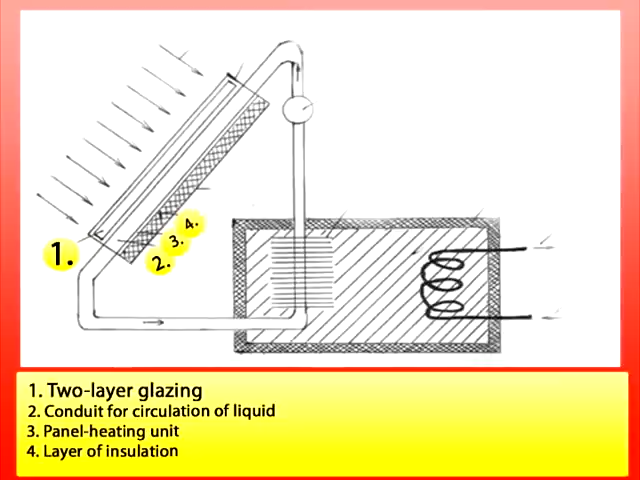 1.
2.
3.
4.
1. Two-layer glazing
2. Conduit for circulation of liquid
3. Panel-heating unit
4. Layer of insulation